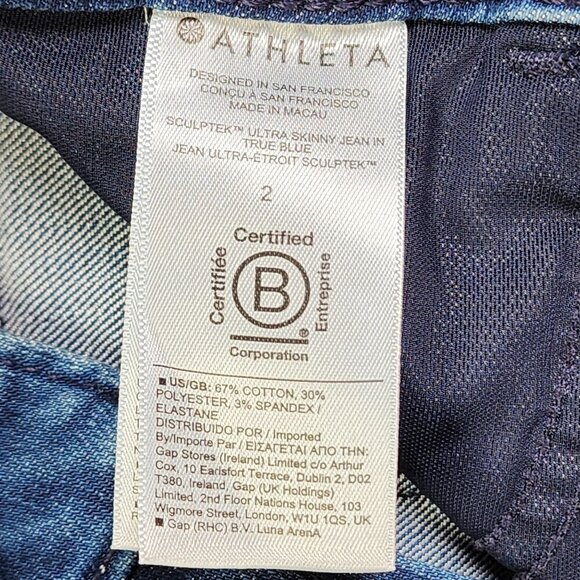 ATHLETA
DESIGNED IN SAN FRANCISCO
CONÇU À SAN FRANCISCO
MADE IN MACAU
SCULPTEK™ ULTRA SKINNY JEAN IN
TRUE BLUE
JEAN ULTRA-ÉTROIT SCULPTEK™
2
Certified
Certifiée
B
Entreprise
®
Corporation
■ US/GB: 67% COTTON, 30%
POLYESTER, 3% SPANDEX /
ELASTANE
DISTRIBUIDO POR / Imported
By/Importe Par / ΕΙΣΑΓΕΤΑΙ ΑΠΟ ΤΗΝ:
Gap Stores (Ireland) Limited c/o Arthur
Cox, 10 Earlsfort Terrace, Dublin 2, D02
T380, Ireland, Gap (UK Holdings)
Limited, 2nd Floor Nations House, 103
Wigmore Street, London, W1U 1QS, UK
■ Gap (RHC) B.V. Luna ArenA